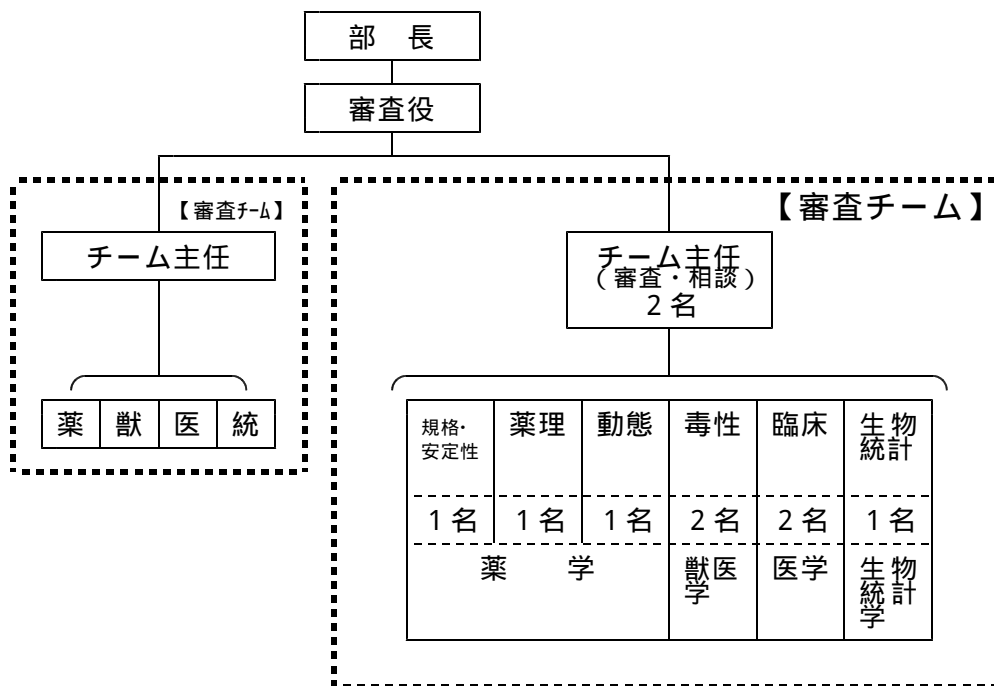 部　長
審査役
【審査ﾁｰﾑ】
チーム主任
薬 獣 医 統
【審査チーム】
チーム主任
（審査・相談）
２名
規格・
安定性
薬理
動態
毒性
臨床
生物
統計
１名 １名 １名 ２名 ２名 １名
薬　　学
獣医
学
医学
生物
統計
学